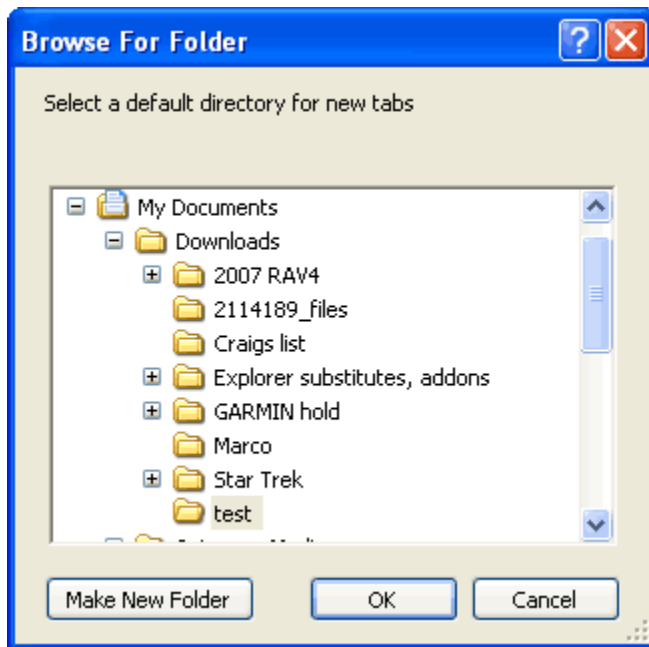 Browse For Folder
Select a default directory for new tabs
My Documents
Downloads
2007 RAV4
2114189_files
Craigs list
Explorer substitutes, addons
GARMIN hold
Marco
Star Trek
test
Make New Folder OK Cancel